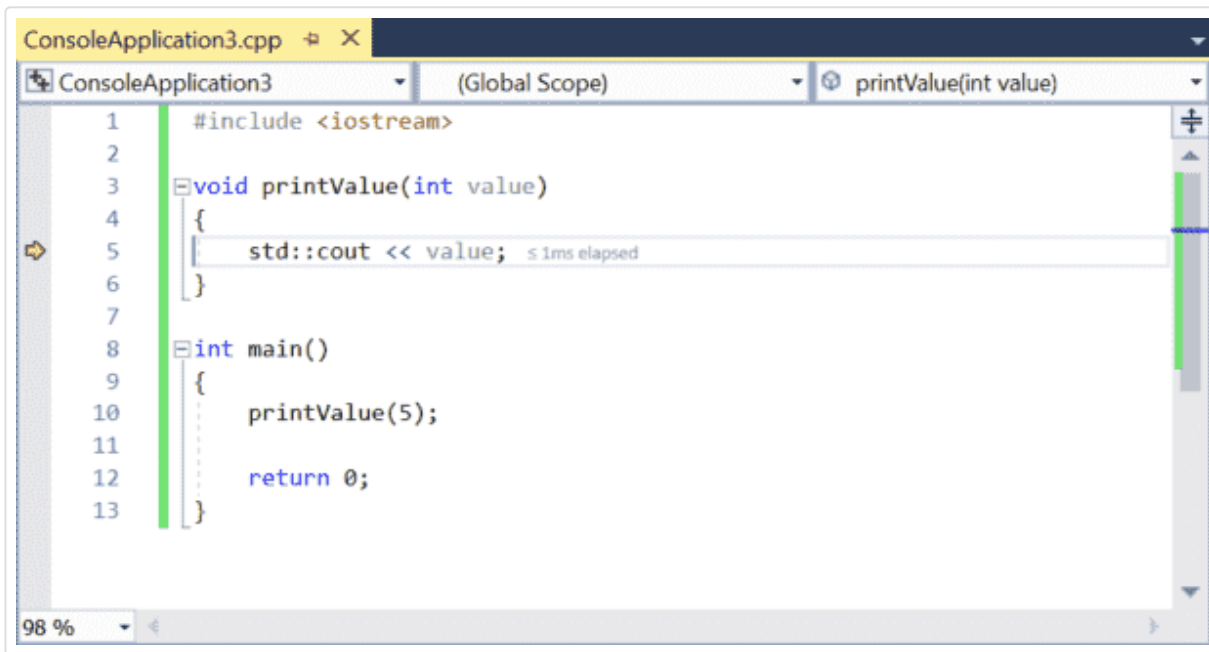 ConsoleApplication3.cpp
ConsoleApplication3 (Global Scope) printValue(int value)
1 #include <iostream>
2
3 void printValue(int value)
4 {
5 std::cout << value; ≤ 1ms elapsed
6 }
7
8 int main()
9 {
10 printValue(5);
11
12 return 0;
13 }
98 %